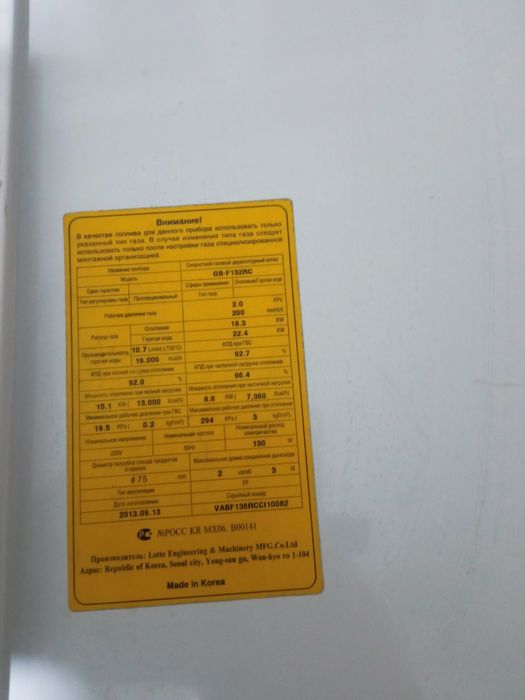 Внимание!
В качестве топлива для данного прибора использовать только
указанный тип газа. В случае изменения типа газа следует
использовать только после настройки газа специализированной
монтажной организацией.
Название прибора Скоростной газовый двухконтурный котел
Модель GB-F132RC
Срок гарантии Сферы применения Отопление/Горячая вода
Тип регулировки газа Пропорциональный Тип газа
Рабочее давление газа 2.0 KPa
200 mmH2O
Расход газа Отопление 18.3 KW
Горячая вода 22.4 KW
Производительность горячей воды 10.7 L/min(△25℃) КПД при ГВС
16,000 Kcal/h 92.7 %
КПД при полной нагрузке отопления КПД при частичной нагрузке отопления
92.0 % 98.4 %
Мощность отопления при полной нагрузке Мощность отопления при частичной нагрузке
15.1 KW( 13,000 Kcal/h) 8.6 KW( 7,360 Kcal/h)
Минимальное рабочее давление при ГВС Максимальное рабочее давление при отоплении
19.5 KPa( 0.2 kgf/cm²) 294 KPa( 3 kgf/cm²)
Номинальное напряжение Номинальная частота Номинальный расход электричества
220V 50Hz 130 W
Диаметр патрубка отвода продуктов сгорания Максимальная длина соединения дымохода
ø 75 mm 2 изгиб 3 M
Тип вентиляции FF
Дата изготовления Серийный номер
2013.09.13 VABF136RCCI10082
№РОСС KR MX06. B00141
Производитель: Lotte Engineering & Machinery MFG.Co.Ltd
Адрес: Republic of Korea, Seoul city, Yong-san gu, Won-hyo ro 1-104
Made in Korea